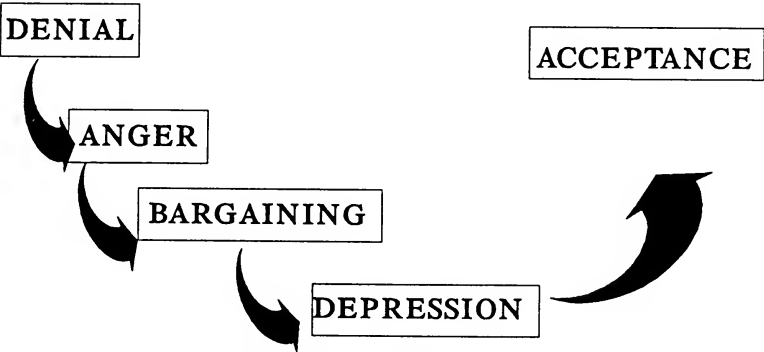 DENIAL
ANGER
BARGAINING
DEPRESSION
ACCEPTANCE